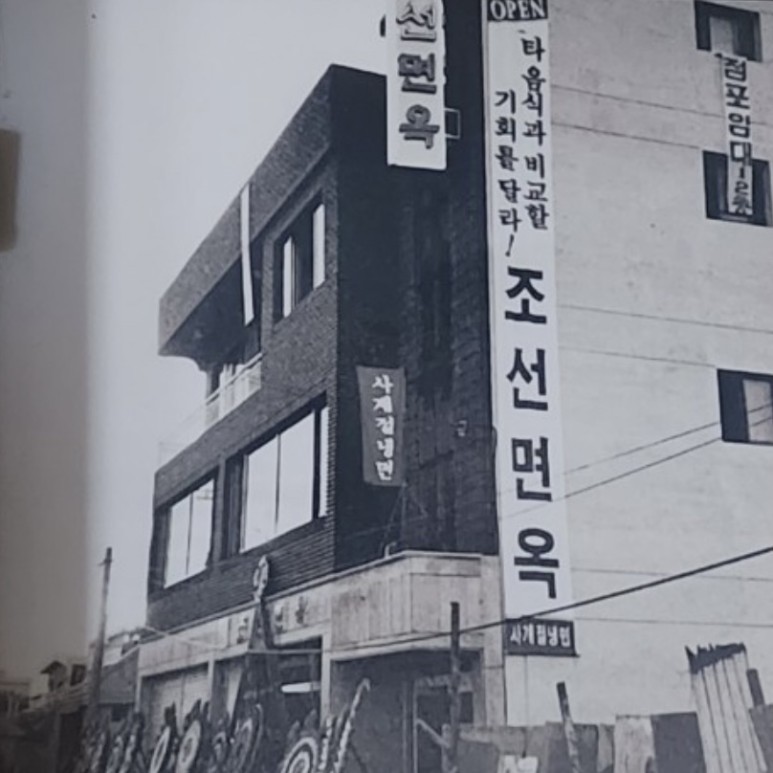 선면옥
OPEN
타음식과 비교할
기회를 달라!
조선면옥
사계절냉면
사계절냉면
점포임대